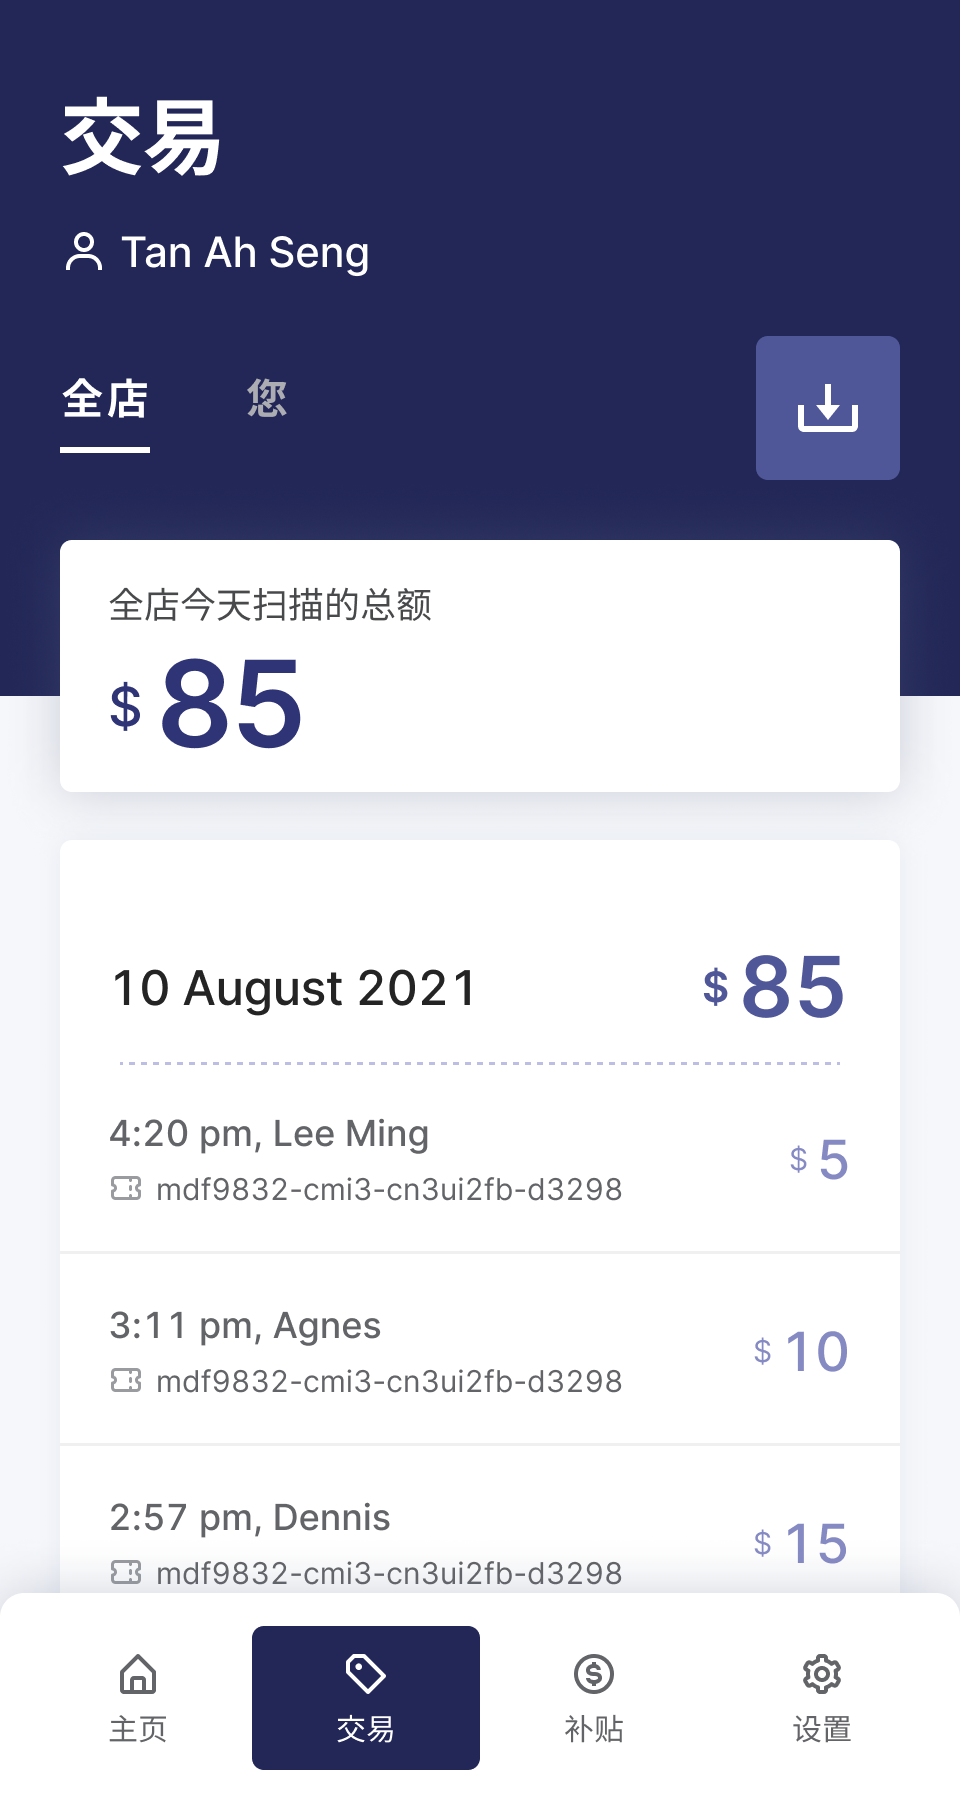 交易
Tan Ah Seng
全店 您
全店今天扫描的总额
$ 85
10 August 2021 $ 85
4:20 pm, Lee Ming
$ 5
mdf9832-cmi3-cn3ui2fb-d3298
3:11 pm, Agnes
$ 10
mdf9832-cmi3-cn3ui2fb-d3298
2:57 pm, Dennis
$ 15
mdf9832-cmi3-cn3ui2fb-d3298
主页 交易 补贴 设置